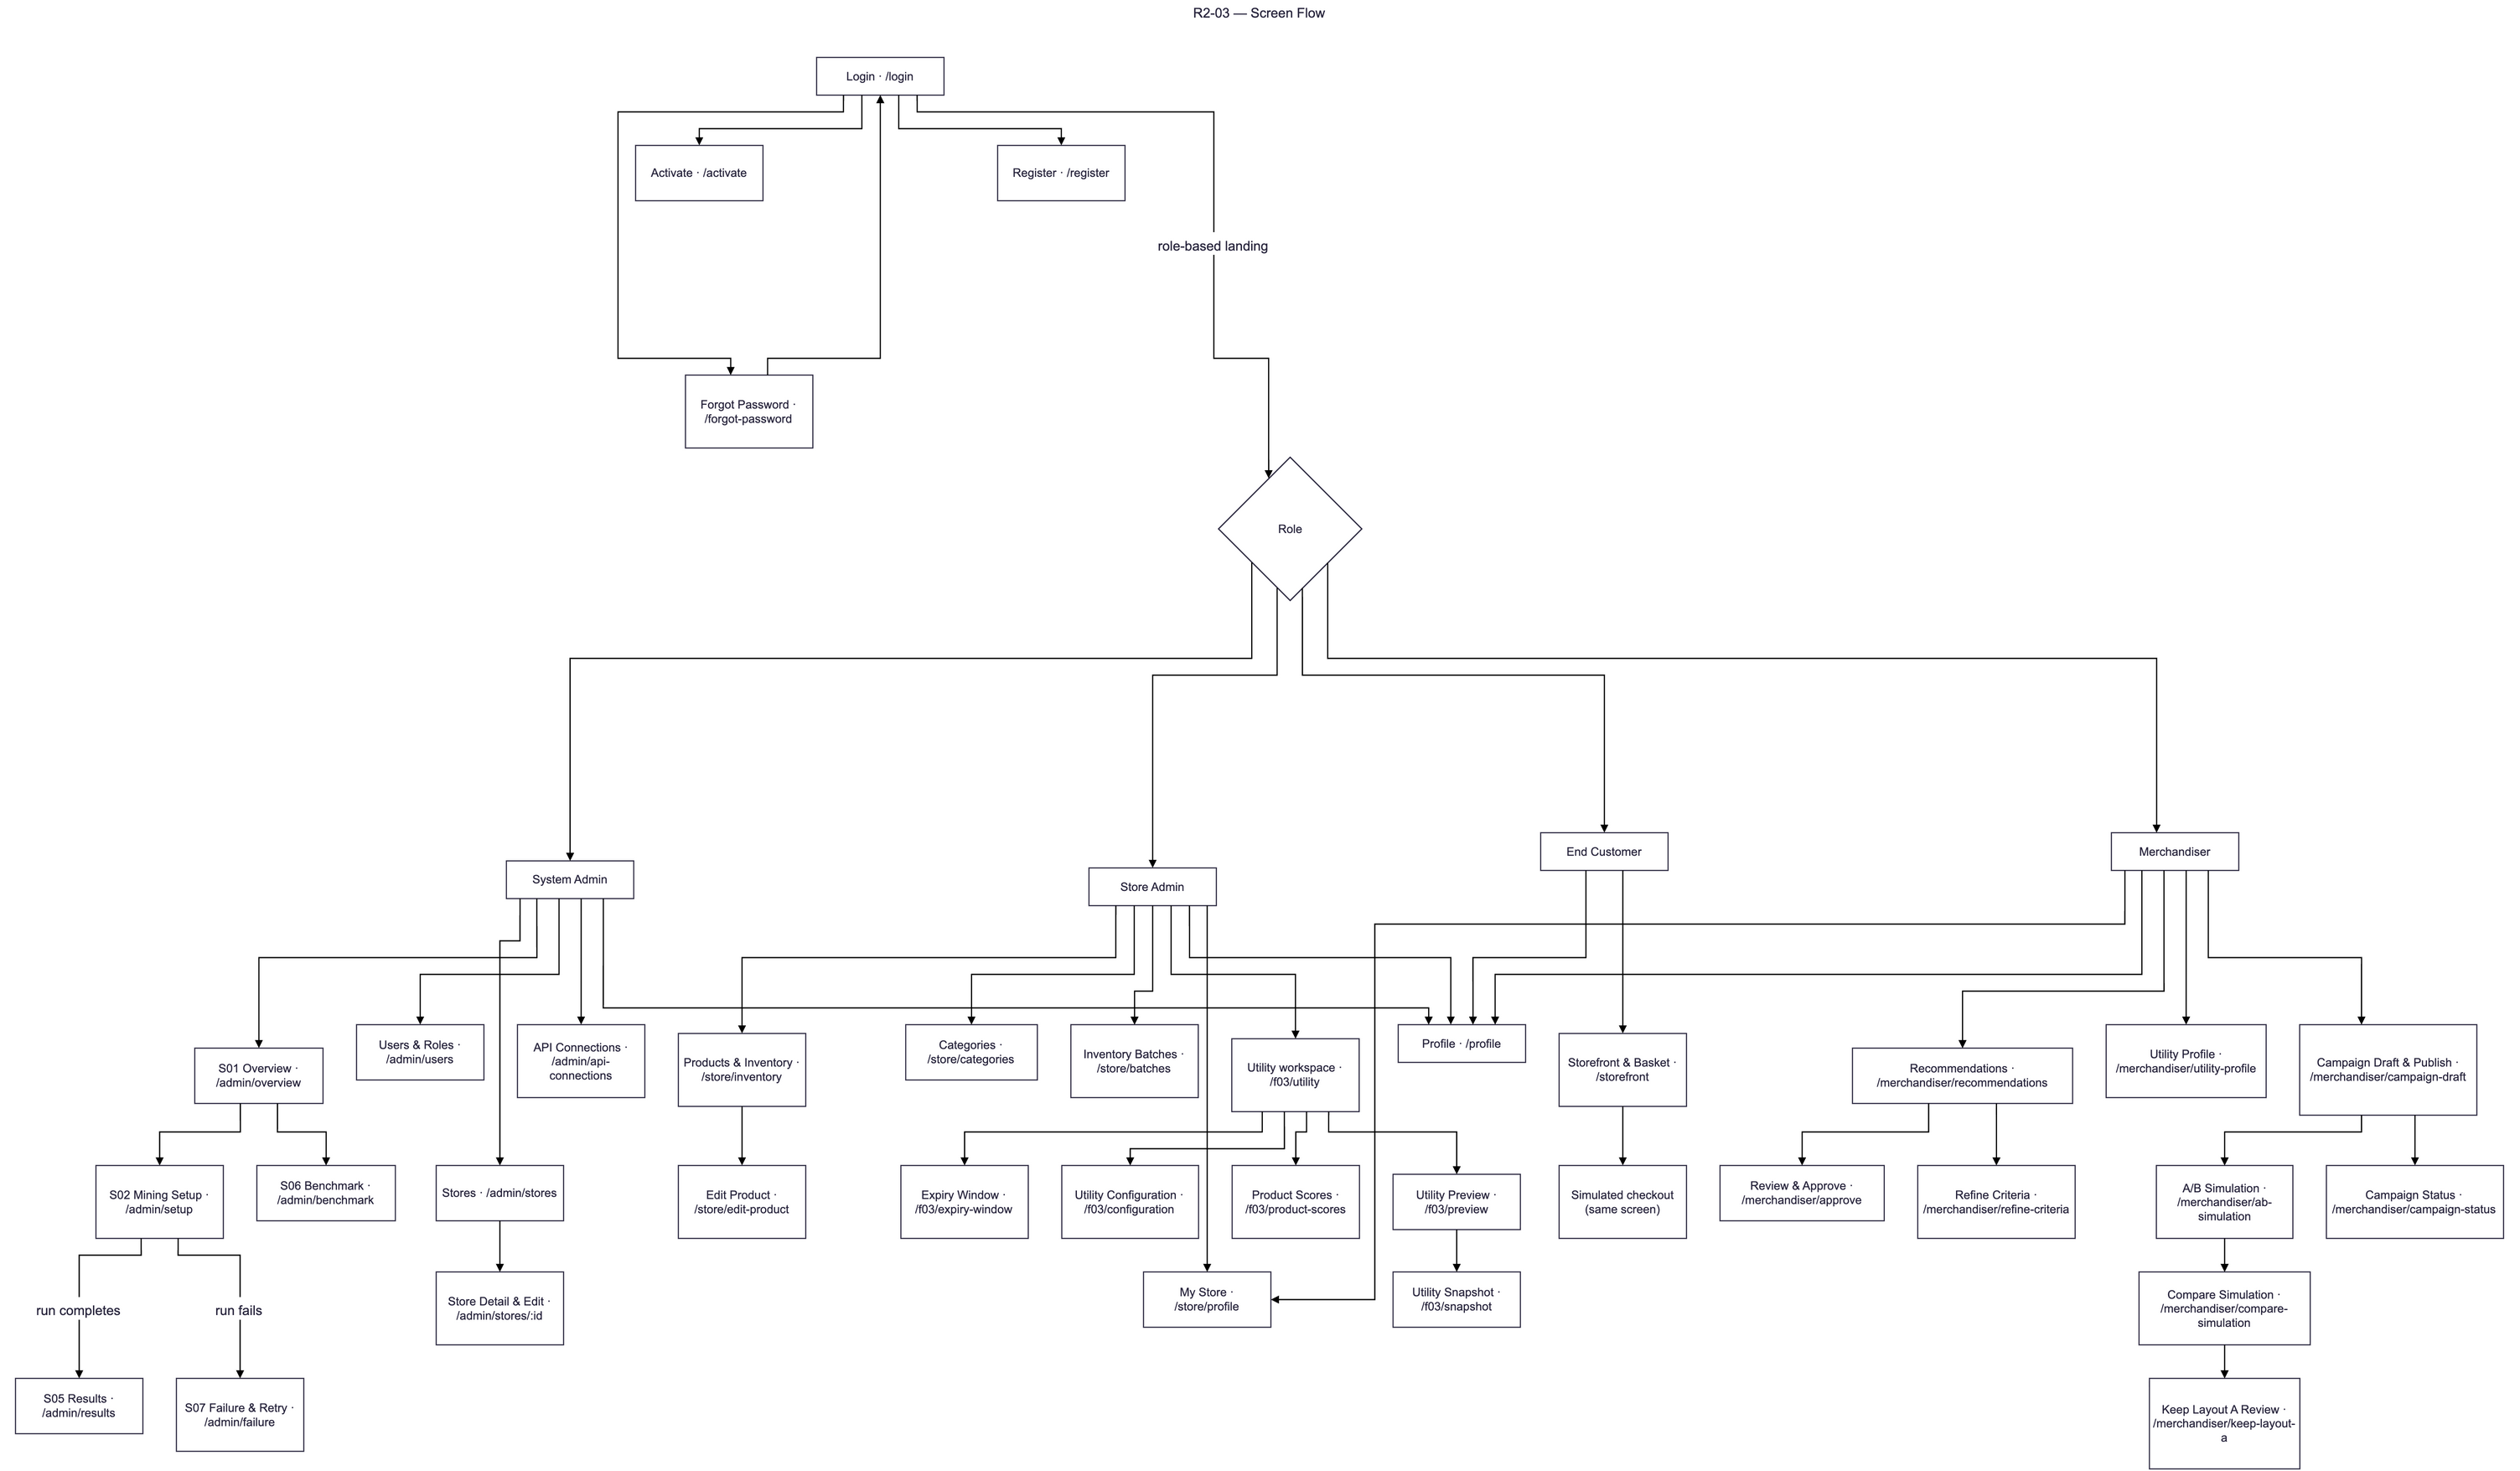 R2-03 — Screen Flow
Login · /login
Activate · /activate
Register · /register
role-based landing
Forgot Password ·
/forgot-password
Role
End Customer
Merchandiser
System Admin
Store Admin
S01 Overview ·
/admin/overview
Users & Roles ·
/admin/users
API Connections ·
/admin/api-
connections
Products & Inventory ·
/store/inventory
Categories ·
/store/categories
Inventory Batches ·
/store/batches
Utility workspace ·
/f03/utility
Profile · /profile
Storefront & Basket ·
/storefront
Recommendations ·
/merchandiser/recommendations
Utility Profile ·
/merchandiser/utility-profile
Campaign Draft & Publish ·
/merchandiser/campaign-draft
S02 Mining Setup ·
/admin/setup
S06 Benchmark ·
/admin/benchmark
Stores · /admin/stores
Edit Product ·
/store/edit-product
Expiry Window ·
/f03/expiry-window
Utility Configuration ·
/f03/configuration
Product Scores ·
/f03/product-scores
Utility Preview ·
/f03/preview
Simulated checkout
(same screen)
Review & Approve ·
/merchandiser/approve
Refine Criteria ·
/merchandiser/refine-criteria
A/B Simulation ·
/merchandiser/ab-
simulation
Campaign Status ·
/merchandiser/campaign-status
run completes
run fails
Store Detail & Edit ·
/admin/stores/:id
My Store ·
/store/profile
Utility Snapshot ·
/f03/snapshot
Compare Simulation ·
/merchandiser/compare-
simulation
S05 Results ·
/admin/results
S07 Failure & Retry ·
/admin/failure
Keep Layout A Review ·
/merchandiser/keep-layout-
a